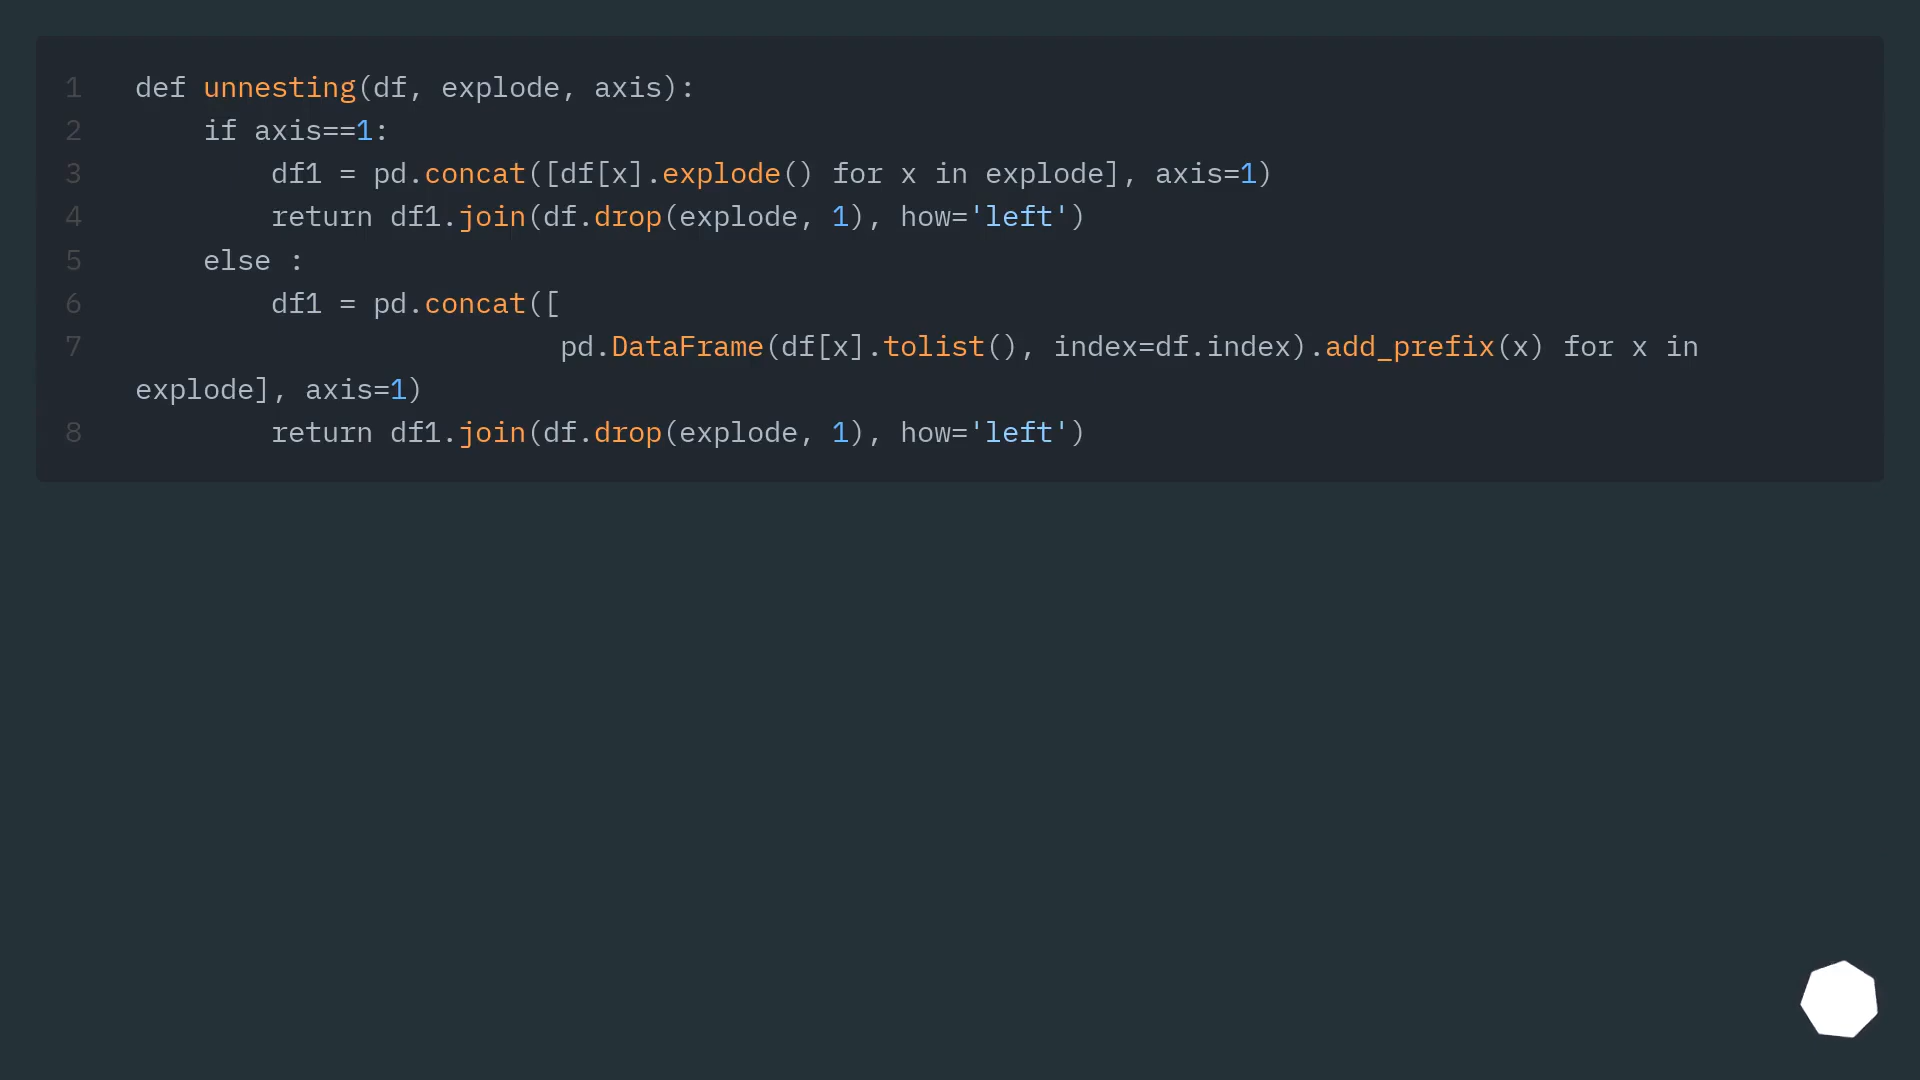 1 def unnesting(df, explode, axis):
2 if axis==1:
3 df1 = pd.concat([df[x].explode() for x in explode], axis=1)
4 return df1.join(df.drop(explode, 1), how='left')
5 else :
6 df1 = pd.concat([
7 pd.DataFrame(df[x].tolist(), index=df.index).add_prefix(x) for x in
explode], axis=1)
8 return df1.join(df.drop(explode, 1), how='left')